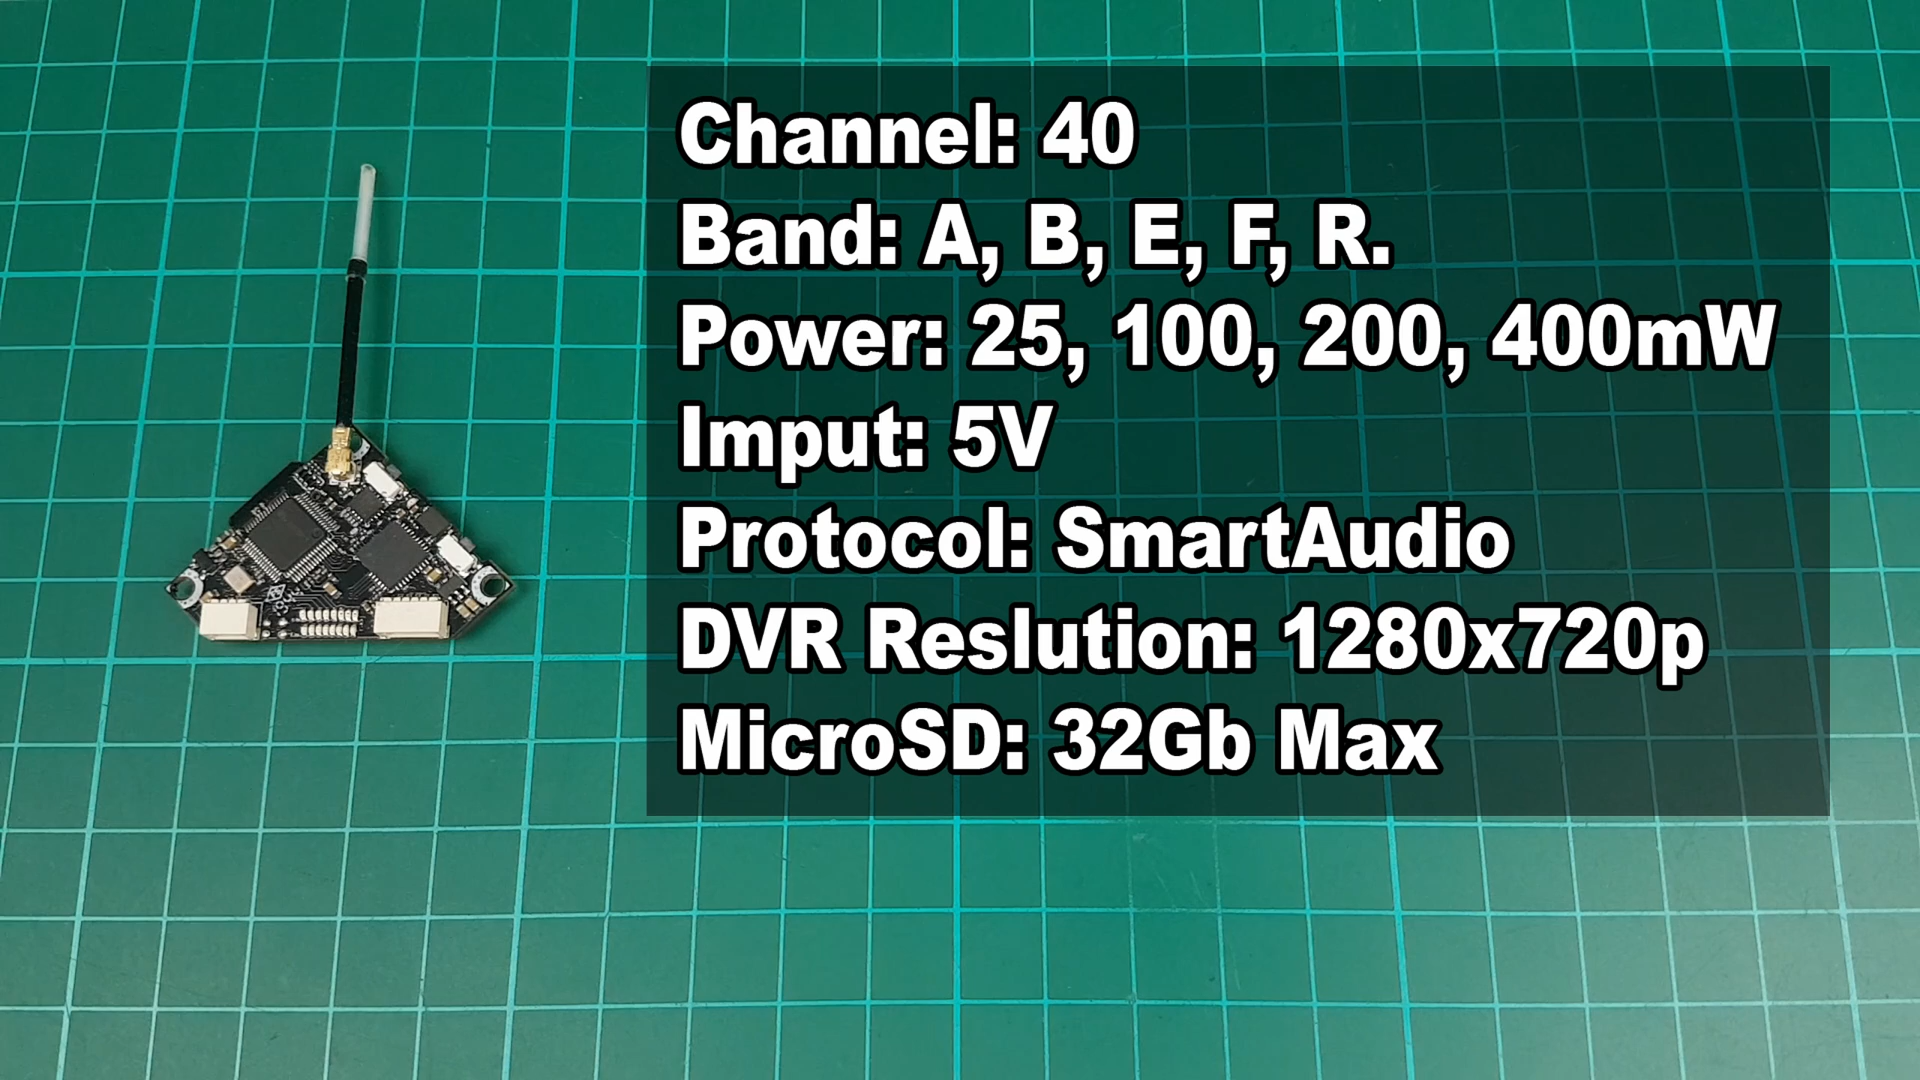 Channel: 40
Band: A, B, E, F, R.
Power: 25, 100, 200, 400mW
Imput: 5V
Protocol: SmartAudio
DVR Reslution: 1280x720p
MicroSD: 32Gb Max